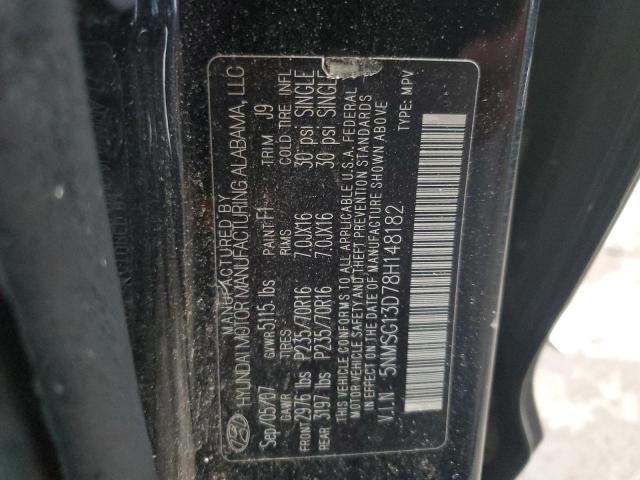 MANUFACTURED BY
HYUNDAI MOTOR MANUFACTURING ALABAMA, LLC
Sep/05/07 GVWR 5115 lbs PAINT F1 TRIM J9
GAWR TIRES RIMS COLD TIRE INFL
FRONT 2976 lbs P235/70R16 7.0JX16 30 psi SINGLE
REAR 3197 lbs P235/70R16 7.0JX16 30 psi SINGLE
THIS VEHICLE CONFORMS TO ALL APPLICABLE U.S.A. FEDERAL
MOTOR VEHICLE SAFETY AND THEFT PREVENTION STANDARDS
IN EFFECT ON THE DATE OF MANUFACTURE SHOWN ABOVE
V.I.N 5NMSG13D78H148182 TYPE: MPV